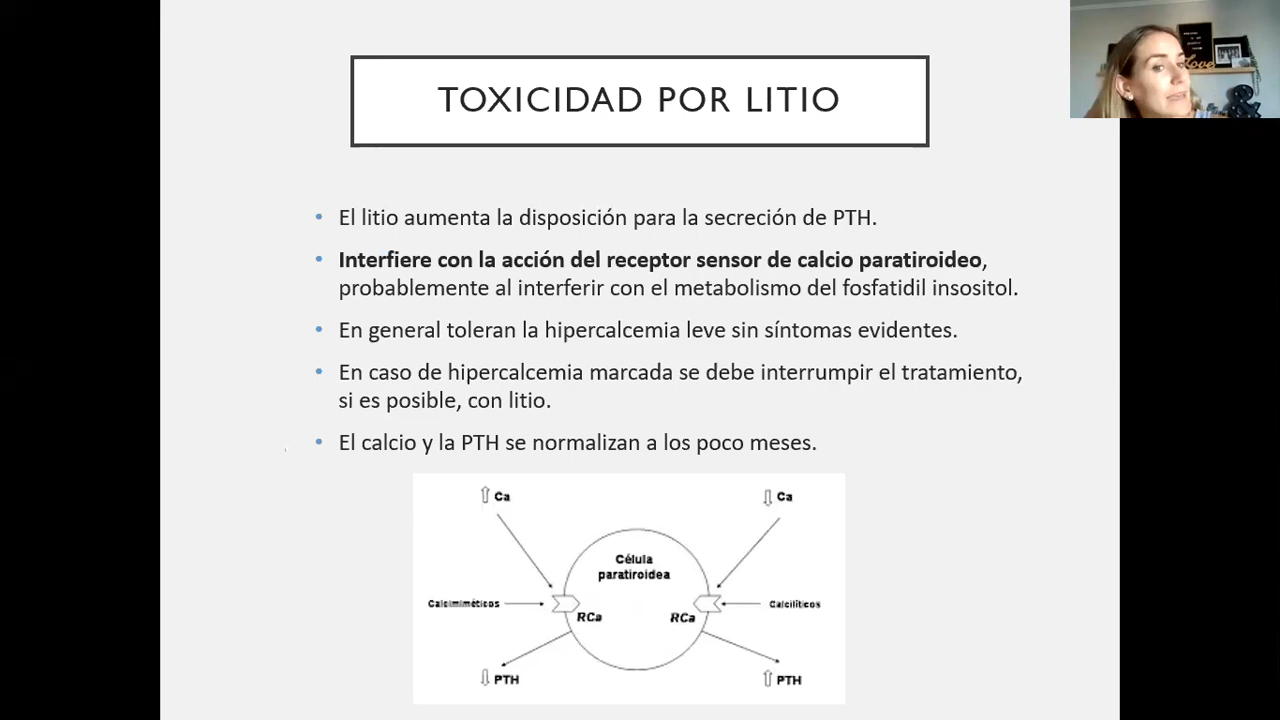 TOXICIDAD POR LITIO
• El litio aumenta la disposición para la secreción de PTH.
• Interfiere con la acción del receptor sensor de calcio paratiroideo,
probablemente al interferir con el metabolismo del fosfatidil insositol.
• En general toleran la hipercalcemia leve sin síntomas evidentes.
• En caso de hipercalcemia marcada se debe interrumpir el tratamiento,
si es posible, con litio.
• El calcio y la PTH se normalizan a los poco meses.
⇧ Ca
⇩ Ca
Célula
paratiroidea
Calcimiméticos
Calcilíticos
RCa
RCa
⇩ PTH
⇧ PTH
Love
&